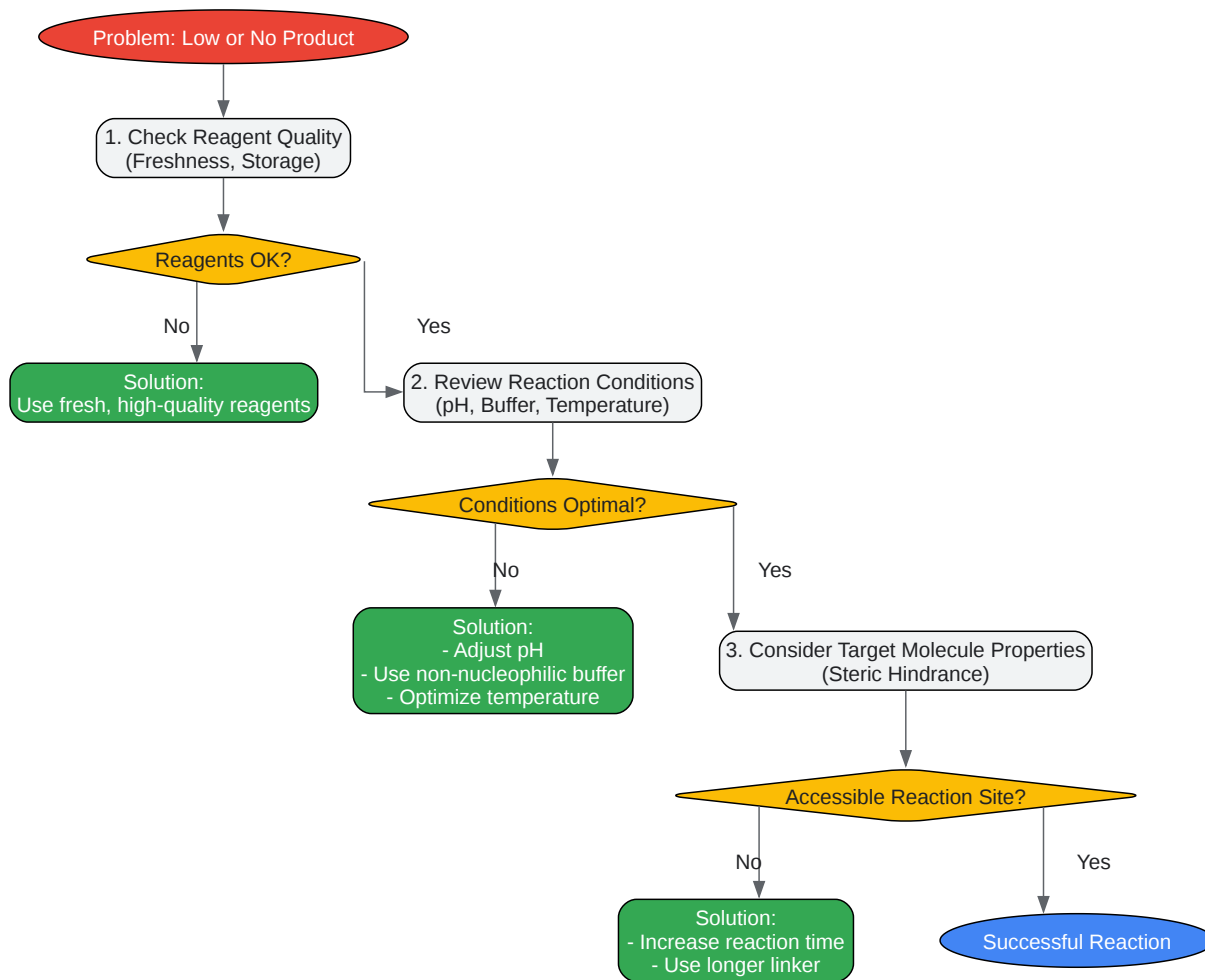 Problem: Low or No Product
1. Check Reagent Quality
(Freshness, Storage)
Reagents OK?
No
Yes
Solution:
Use fresh, high-quality reagents
2. Review Reaction Conditions
(pH, Buffer, Temperature)
Conditions Optimal?
No
Yes
Solution:
- Adjust pH
- Use non-nucleophilic buffer
- Optimize temperature
3. Consider Target Molecule Properties
(Steric Hindrance)
Accessible Reaction Site?
No
Yes
Solution:
- Increase reaction time
- Use longer linker
Successful Reaction